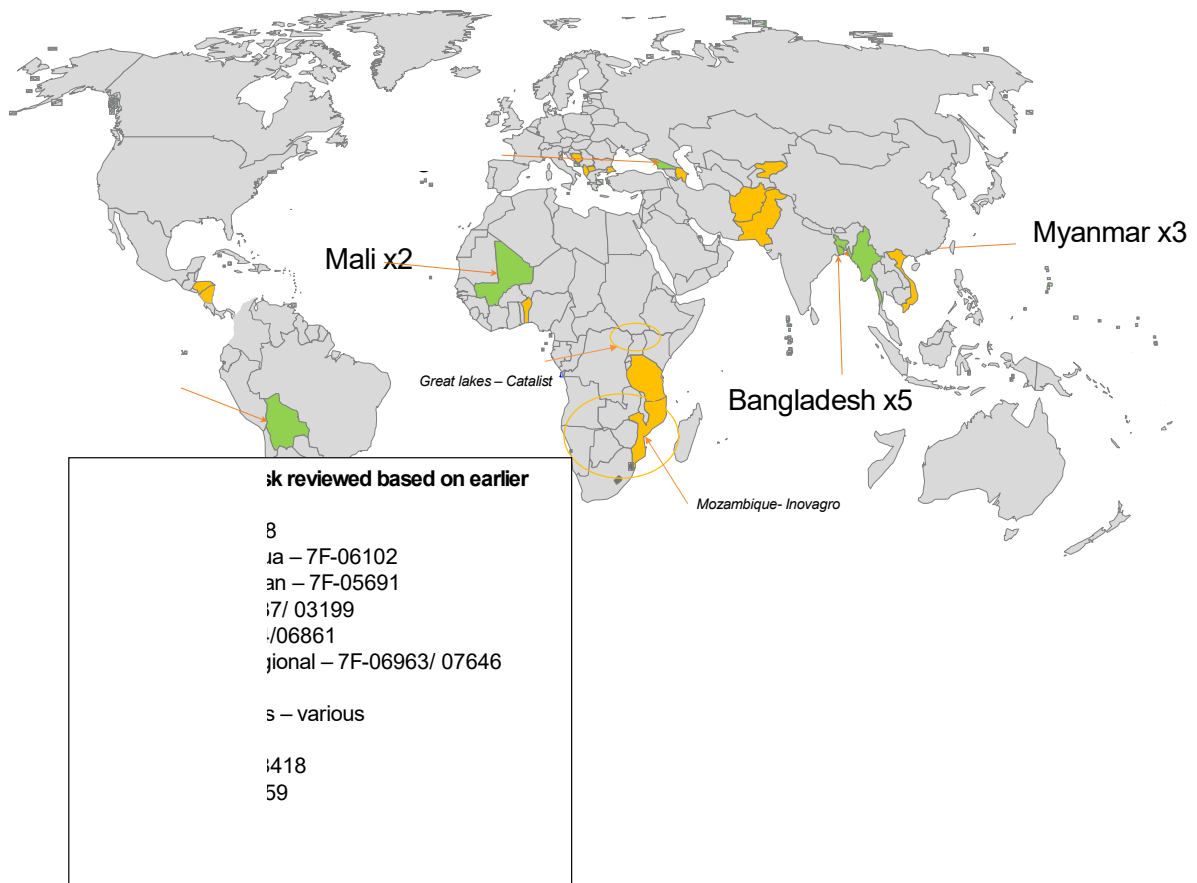 Myanmar x3
Mali x2
Great lakes – Catalist
Bangladesh x5
Mozambique- Inovagro
sk reviewed based on earlier
8
ua – 7F-06102
an – 7F-05691
37/ 03199
4/06861
gional – 7F-06963/ 07646
s – various
3418
59